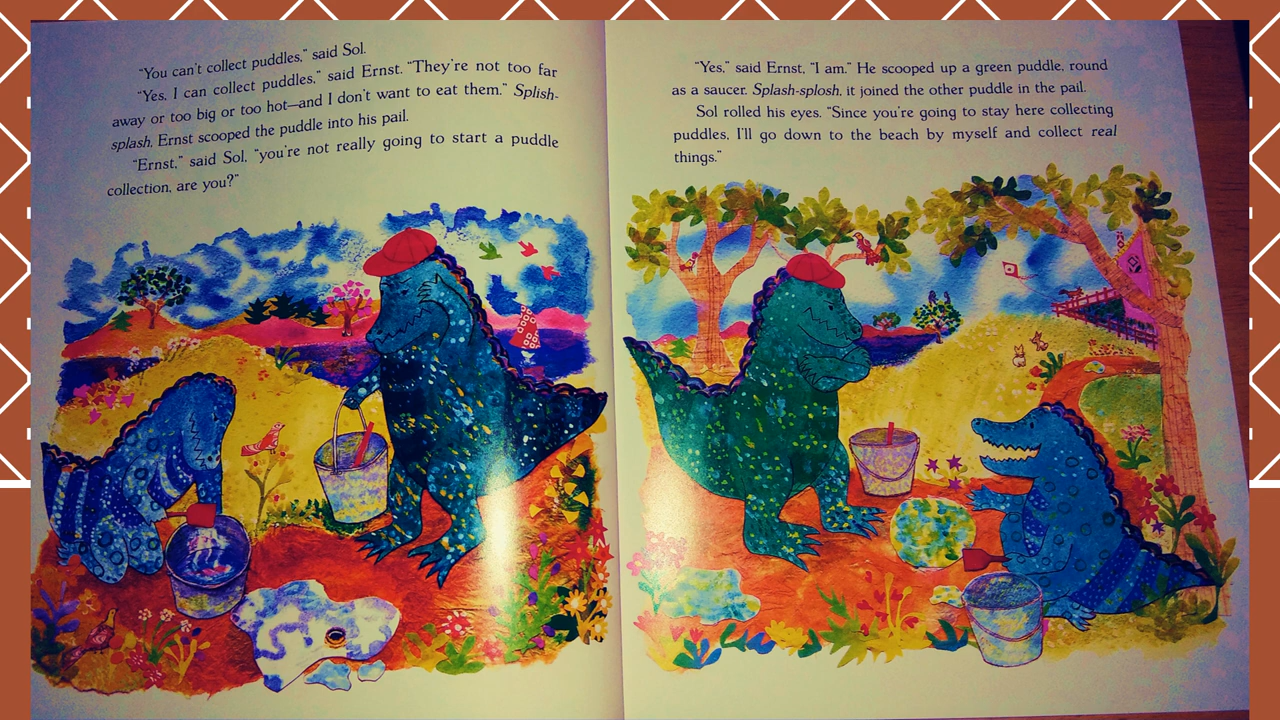 "You can't collect puddles," said Sol.
"Yes, I can collect puddles," said Ernst. "They're not too far
away or too big or too hot—and I don't want to eat them." Splish-
splash, Ernst scooped the puddle into his pail.
"Ernst," said Sol, "you're not really going to start a puddle
collection, are you?"
"Yes," said Ernst, "I am." He scooped up a green puddle, round
as a saucer. Splash-splosh, it joined the other puddle in the pail.
Sol rolled his eyes. "Since you're going to stay here collecting
puddles, I'll go down to the beach by myself and collect real
things."